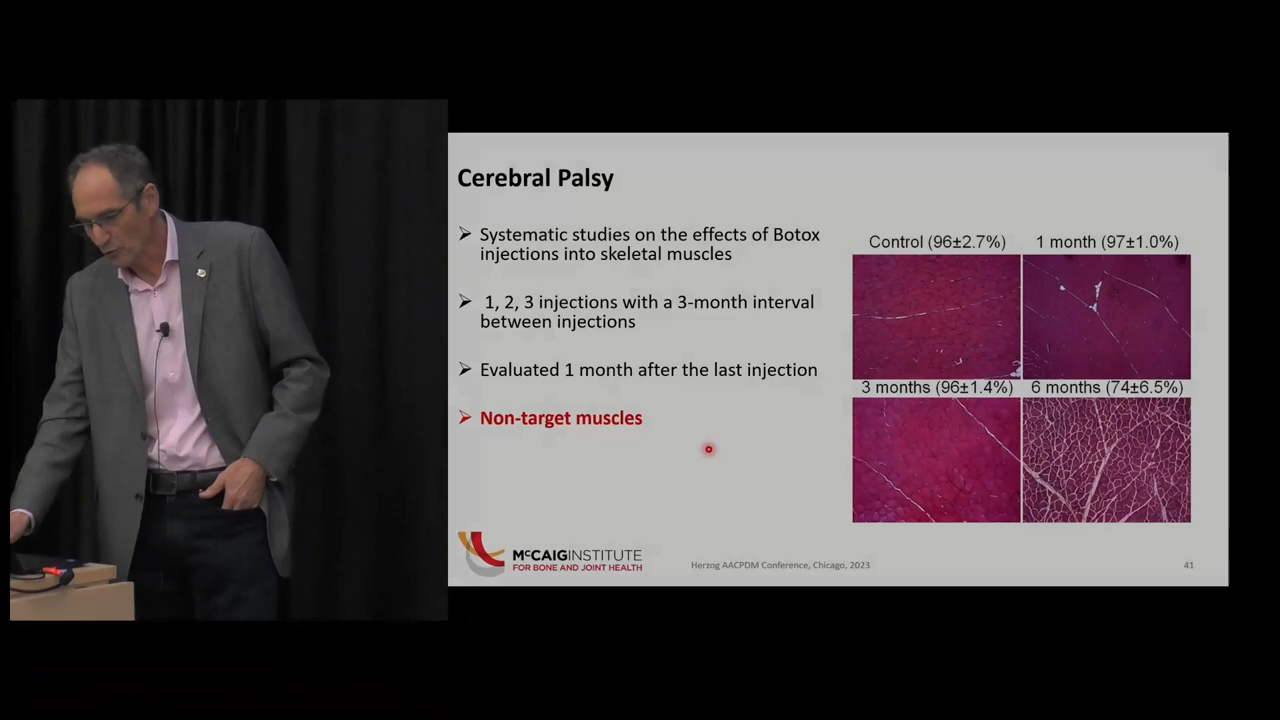 Cerebral Palsy
➢ Systematic studies on the effects of Botox
injections into skeletal muscles
➢ 1, 2, 3 injections with a 3-month interval
between injections
➢ Evaluated 1 month after the last injection
➢ Non-target muscles
Control (96±2.7%)
1 month (97±1.0%)
3 months (96±1.4%)
6 months (74±6.5%)
McCAIGINSTITUTE
FOR BONE AND JOINT HEALTH
Herzog AACPDM Conference, Chicago, 2023
41